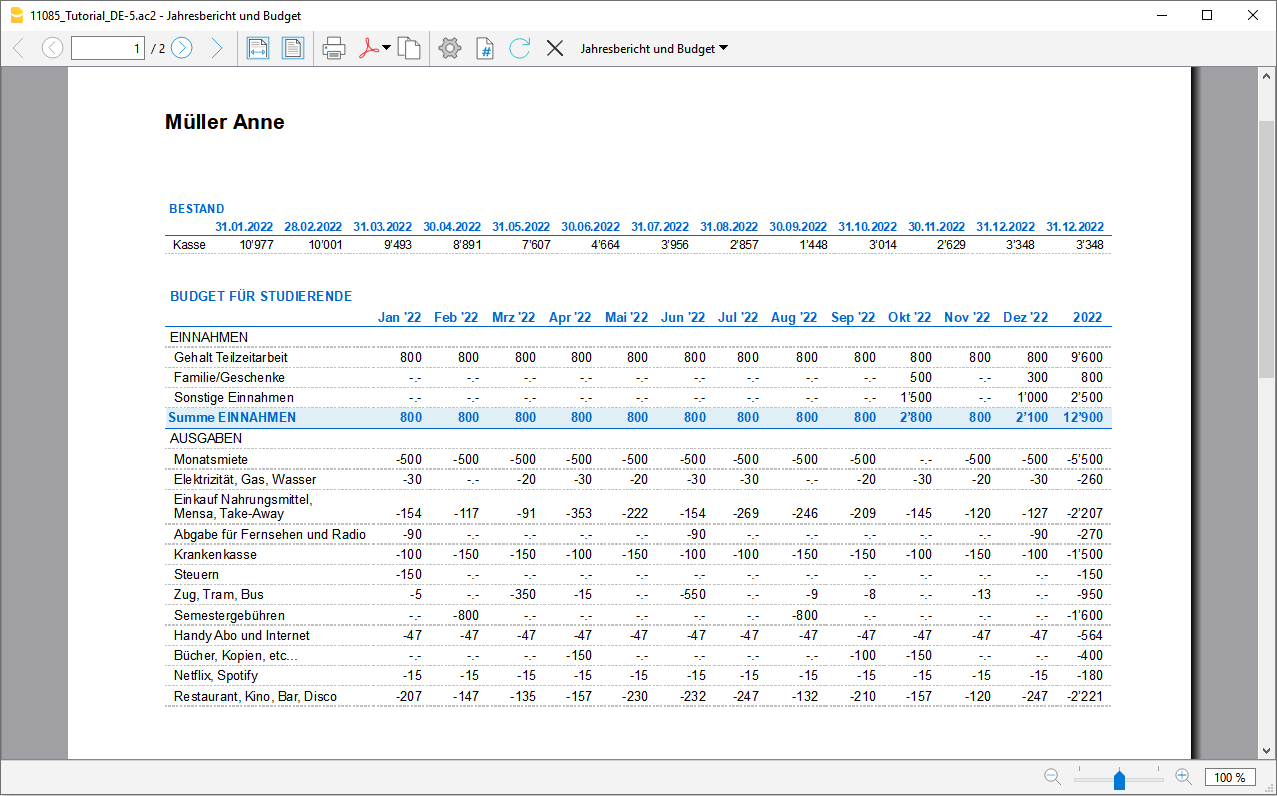 11085_Tutorial_DE-5.ac2 - Jahresbericht und Budget
1 / 2 Jahresbericht und Budget
Müller Anne
BESTAND
31.01.2022 28.02.2022 31.03.2022 30.04.2022 31.05.2022 30.06.2022 31.07.2022 31.08.2022 30.09.2022 31.10.2022 30.11.2022 31.12.2022 31.12.2022
Kasse 10'977 10'001 9'493 8'891 7'607 4'664 3'956 2'857 1'448 3'014 2'629 3'348 3'348
BUDGET FÜR STUDIERENDE
Jan '22 Feb '22 Mrz '22 Apr '22 Mai '22 Jun '22 Jul '22 Aug '22 Sep '22 Okt '22 Nov '22 Dez '22 2022
EINNAHMEN
Gehalt Teilzeitarbeit 800 800 800 800 800 800 800 800 800 800 800 800 9'600
Familie/Geschenke -.- -.- -.- -.- -.- -.- -.- -.- -.- 500 -.- 300 800
Sonstige Einnahmen -.- -.- -.- -.- -.- -.- -.- -.- -.- 1'500 -.- 1'000 2'500
Summe EINNAHMEN 800 800 800 800 800 800 800 800 800 2'800 800 2'100 12'900
AUSGABEN
Monatsmiete -500 -500 -500 -500 -500 -500 -500 -500 -500 -.- -500 -500 -5'500
Elektrizität, Gas, Wasser -30 -.- -20 -30 -20 -30 -30 -.- -20 -30 -20 -30 -260
Einkauf Nahrungsmittel,
Mensa, Take-Away -154 -117 -91 -353 -222 -154 -269 -246 -209 -145 -120 -127 -2'207
Abgabe für Fernsehen und Radio -90 -.- -.- -.- -.- -90 -.- -.- -.- -.- -.- -90 -270
Krankenkasse -100 -150 -150 -100 -150 -100 -100 -150 -150 -100 -150 -100 -1'500
Steuern -150 -.- -.- -.- -.- -.- -.- -.- -.- -.- -.- -.- -150
Zug, Tram, Bus -5 -.- -350 -15 -.- -550 -.- -9 -8 -.- -13 -.- -950
Semestergebühren -.- -800 -.- -.- -.- -.- -.- -800 -.- -.- -.- -.- -1'600
Handy Abo und Internet -47 -47 -47 -47 -47 -47 -47 -47 -47 -47 -47 -47 -564
Bücher, Kopien, etc... -.- -.- -.- -150 -.- -.- -.- -.- -100 -150 -.- -.- -400
Netflix, Spotify -15 -15 -15 -15 -15 -15 -15 -15 -15 -15 -15 -15 -180
Restaurant, Kino, Bar, Disco -207 -147 -135 -157 -230 -232 -247 -132 -210 -157 -120 -247 -2'221
100 %